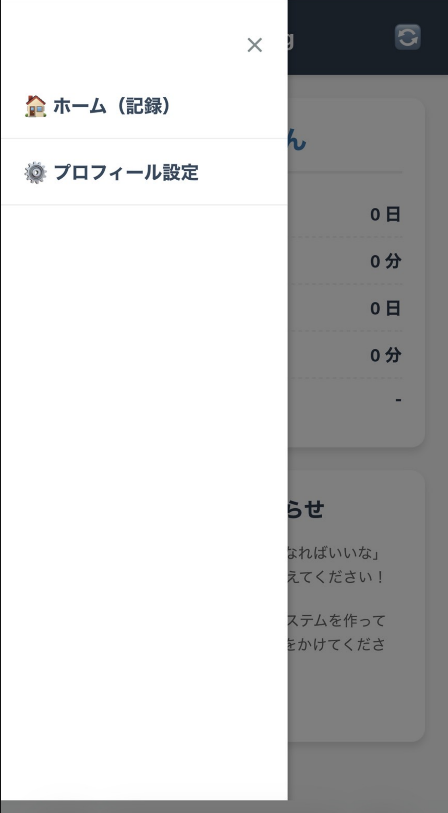 g
×
🏠 ホーム（記録）
⚙️ プロフィール設定
ん
0 日
0 分
0 日
0 分
-
らせ
なればいいな」
えてください！
ステムを作って
をかけてくださ